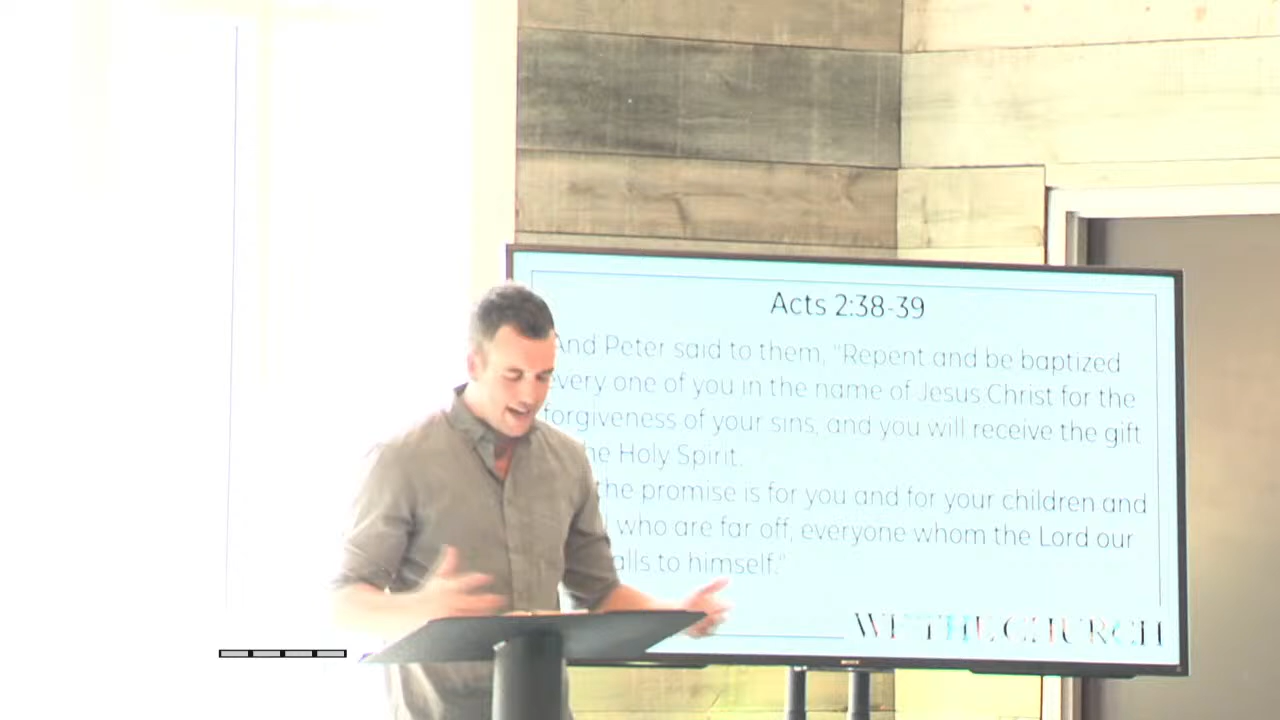 Acts 2:38-39
And Peter said to them, "Repent and be baptized
every one of you in the name of Jesus Christ for the
forgiveness of your sins, and you will receive the gift
he Holy Spirit.
the promise is for you and for your children and
who are far off, everyone whom the Lord our
alls to himself."
WE THE CHURCH
SONY